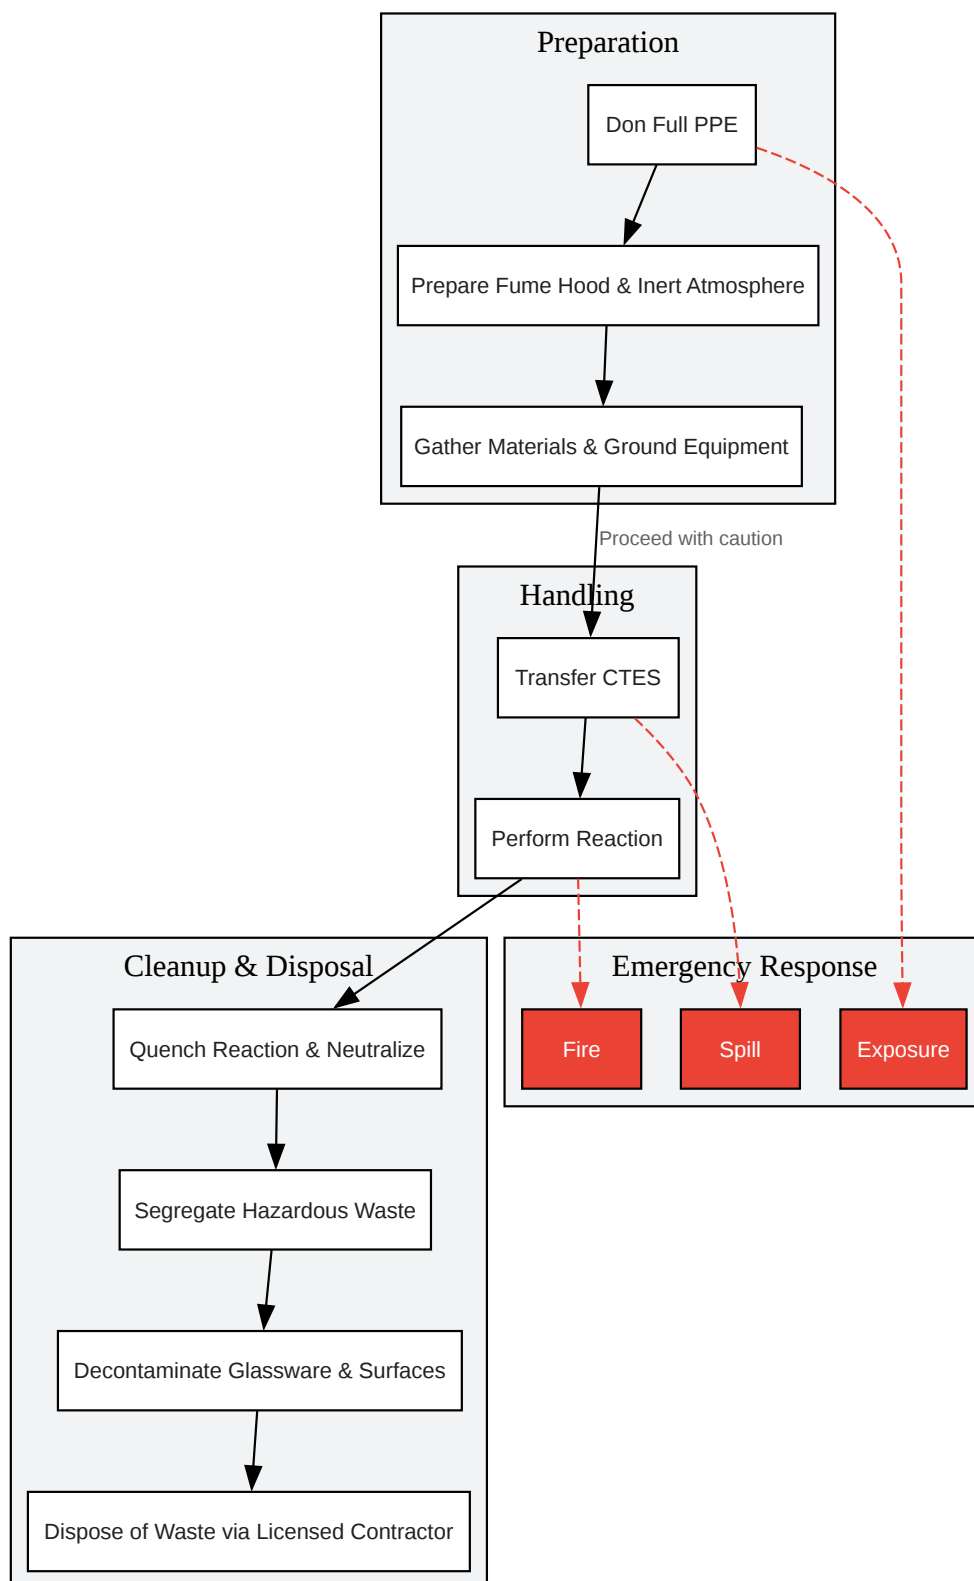 Preparation
Don Full PPE
Prepare Fume Hood & Inert Atmosphere
Gather Materials & Ground Equipment
Proceed with caution
Handling
Transfer CTES
Perform Reaction
Cleanup & Disposal
Quench Reaction & Neutralize
Segregate Hazardous Waste
Decontaminate Glassware & Surfaces
Dispose of Waste via Licensed Contractor
Emergency Response
Fire
Spill
Exposure